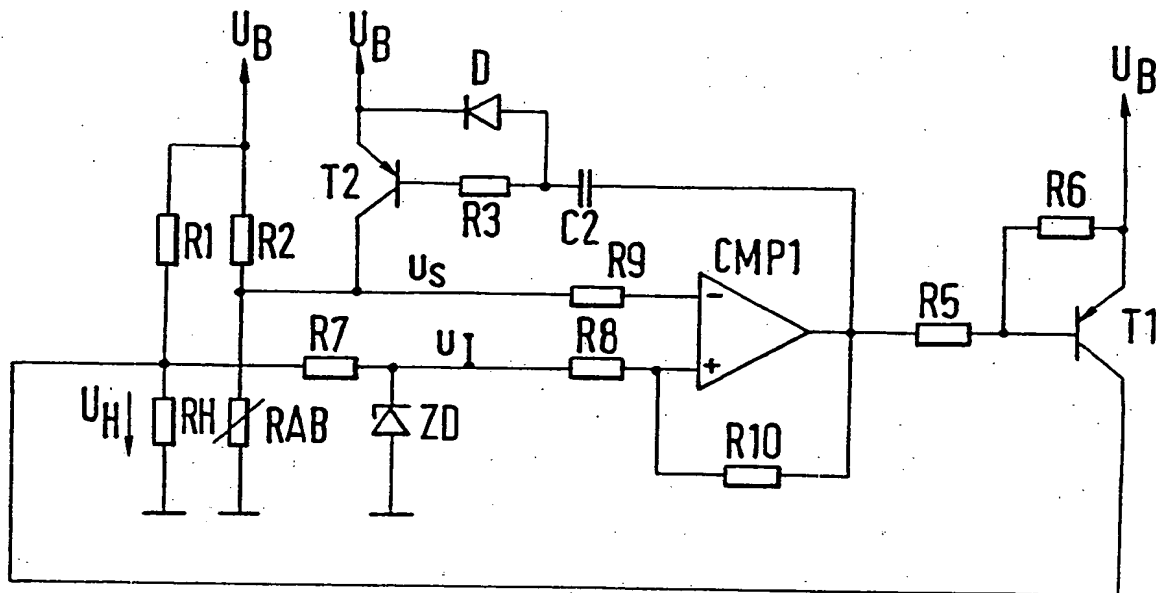 UB
UB
D
UB
T2
R6
R3
C2
R1
R2
CMP1
US
R9
−
R5
T1
R7
UI
R8
+
UH
RH
RAB
ZD
R10